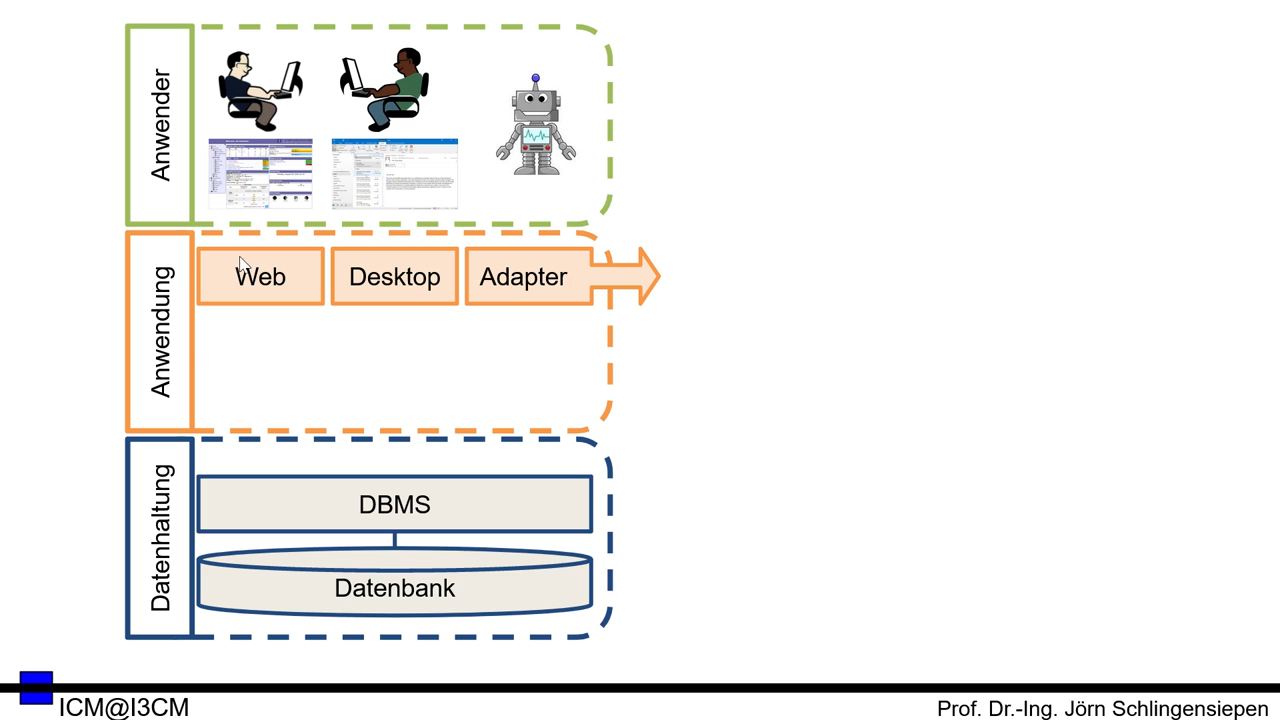 Anwender
Anwendung
Web
Desktop
Adapter
Datenhaltung
DBMS
Datenbank
ICM@I3CM
Prof. Dr.-Ing. Jörn Schlingensiepen